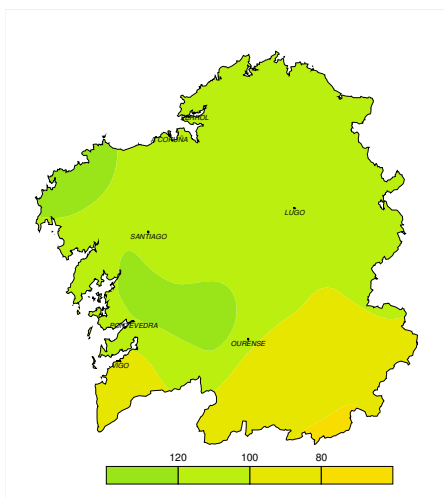 FERROL
CORUÑA
LUGO
SANTIAGO
PONTEVEDRA
OURENSE
VIGO
120 100 80